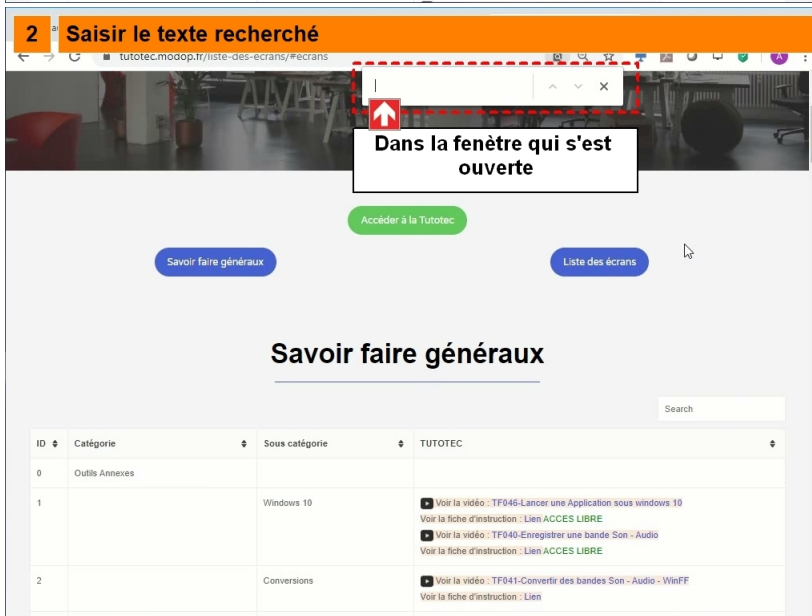 2 Saisir le texte recherché
tutotec.modop.fr/liste-des-ecrans/#ecrans
A
Dans la fenêtre qui s'est
ouverte
Accéder à la Tutotec
Savoir faire généraux
Liste des écrans
Savoir faire généraux
Search
ID Catégorie Sous catégorie TUTOTEC
0 Outils Annexes
1 Windows 10 Voir la vidéo : TF046-Lancer une Application sous windows 10
Voir la fiche d'instruction : Lien ACCES LIBRE
Voir la vidéo : TF040-Enregistrer une bande Son - Audio
Voir la fiche d'instruction : Lien ACCES LIBRE
2 Conversions Voir la vidéo : TF041-Convertir des bandes Son - Audio - WinFF
Voir la fiche d'instruction : Lien